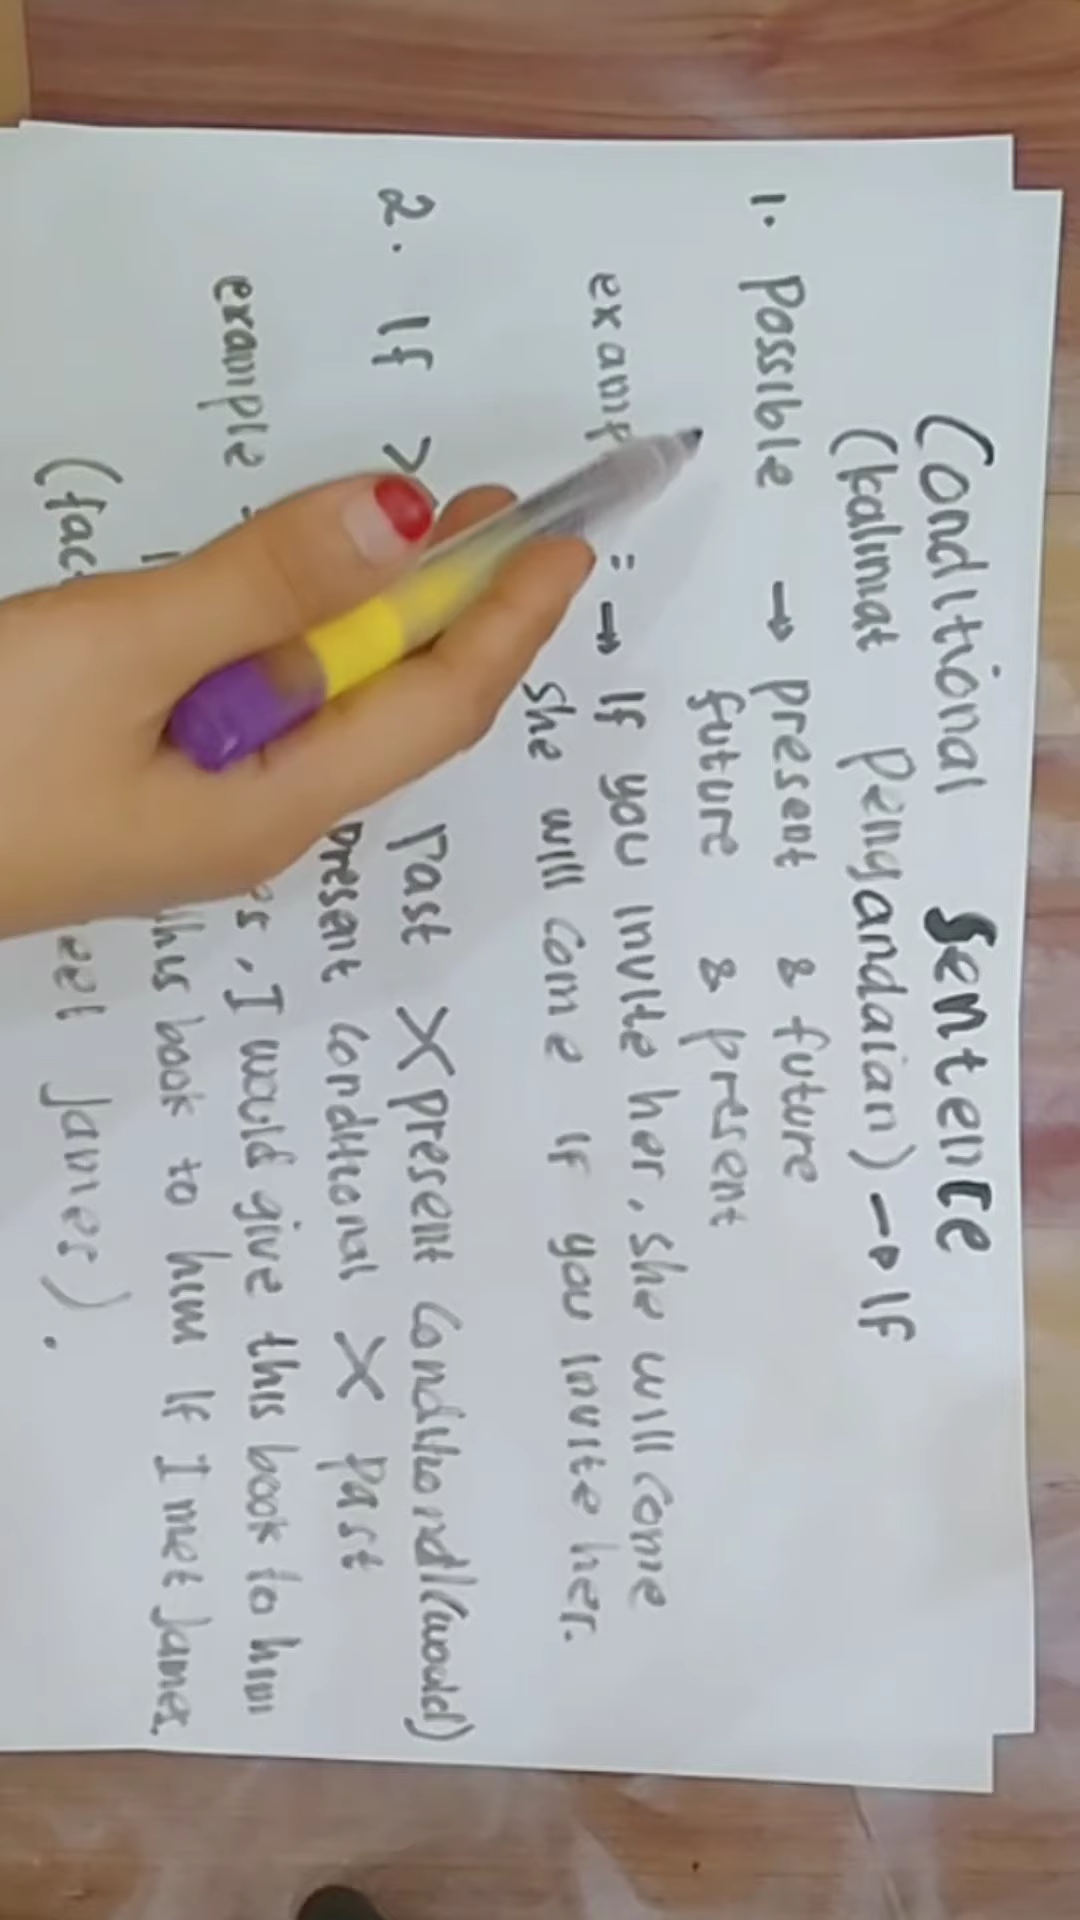 Conditional Sentence
(kalimat pengandaian) → If
1. Possible → present & future
future & present
: → If you invite her, she will come
she will come if you invite her.
2. If past X present conditional (would)
present conditional X past
example I would give this book to him
this book to him If I met James.
James).